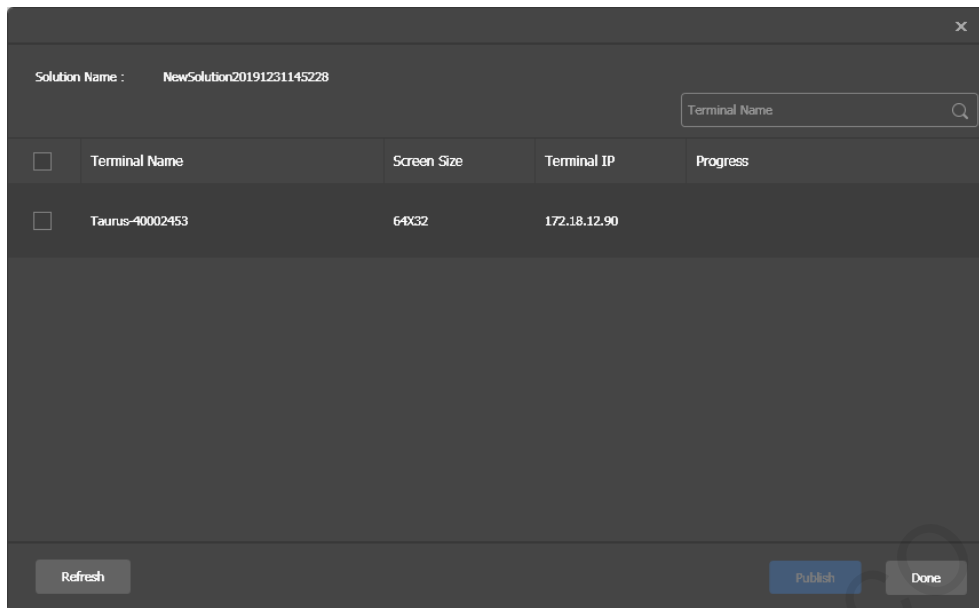 Solution Name : NewSolution20191231145228
Terminal Name
Terminal Name Screen Size Terminal IP Progress
Taurus-40002453 64X32 172.18.12.90
Refresh Publish Done